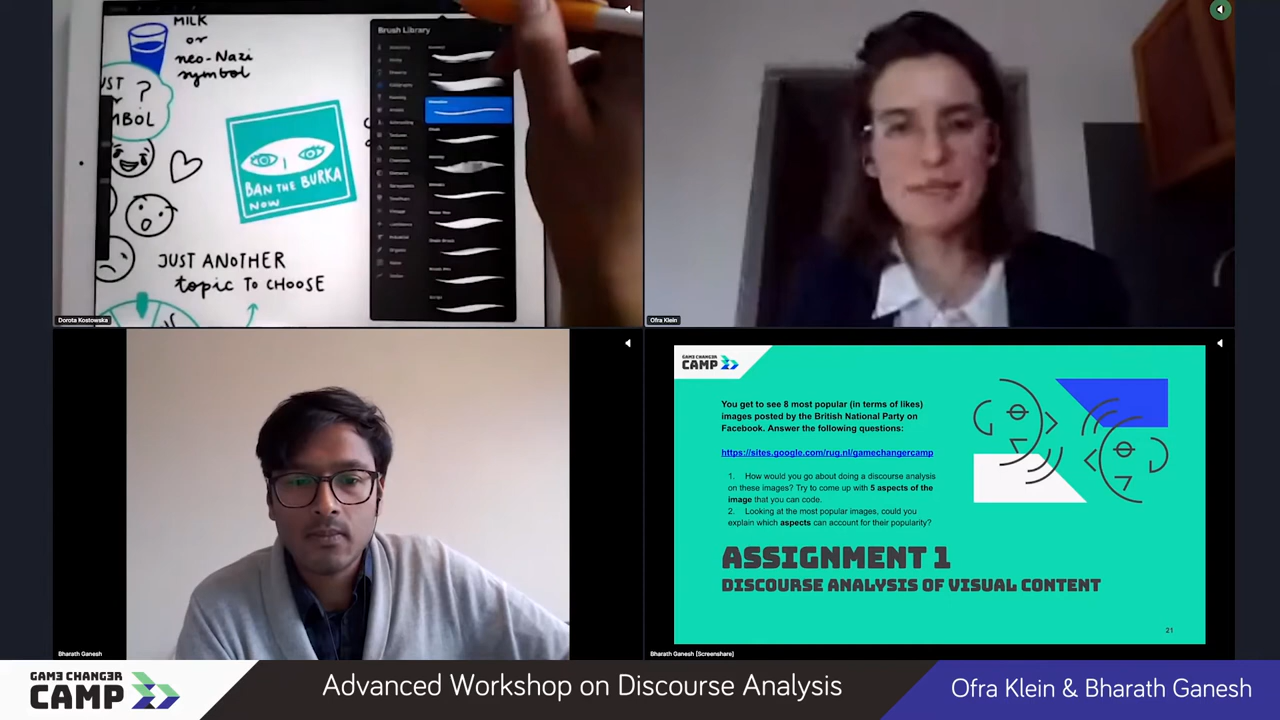 MILK
or
neo-Nazi
symbol
UST
?
MBOL
BAN THE BURKA
NOW
JUST ANOTHER
topic TO CHOOSE
Brush Library
Dorota Kostowska
Ofra Klein
Bharath Ganesh
GAME CHANGER
CAMP
You get to see 8 most popular (in terms of likes)
images posted by the British National Party on
Facebook. Answer the following questions:
https://sites.google.com/rug.nl/gamechangercamp
1. How would you go about doing a discourse analysis
on these images? Try to come up with 5 aspects of the
image that you can code.
2. Looking at the most popular images, could you
explain which aspects can account for their popularity?
ASSIGNMENT 1
DISCOURSE ANALYSIS OF VISUAL CONTENT
21
Bharath Ganesh [Screenshare]
GAME CHANGER
CAMP
Advanced Workshop on Discourse Analysis
Ofra Klein & Bharath Ganesh